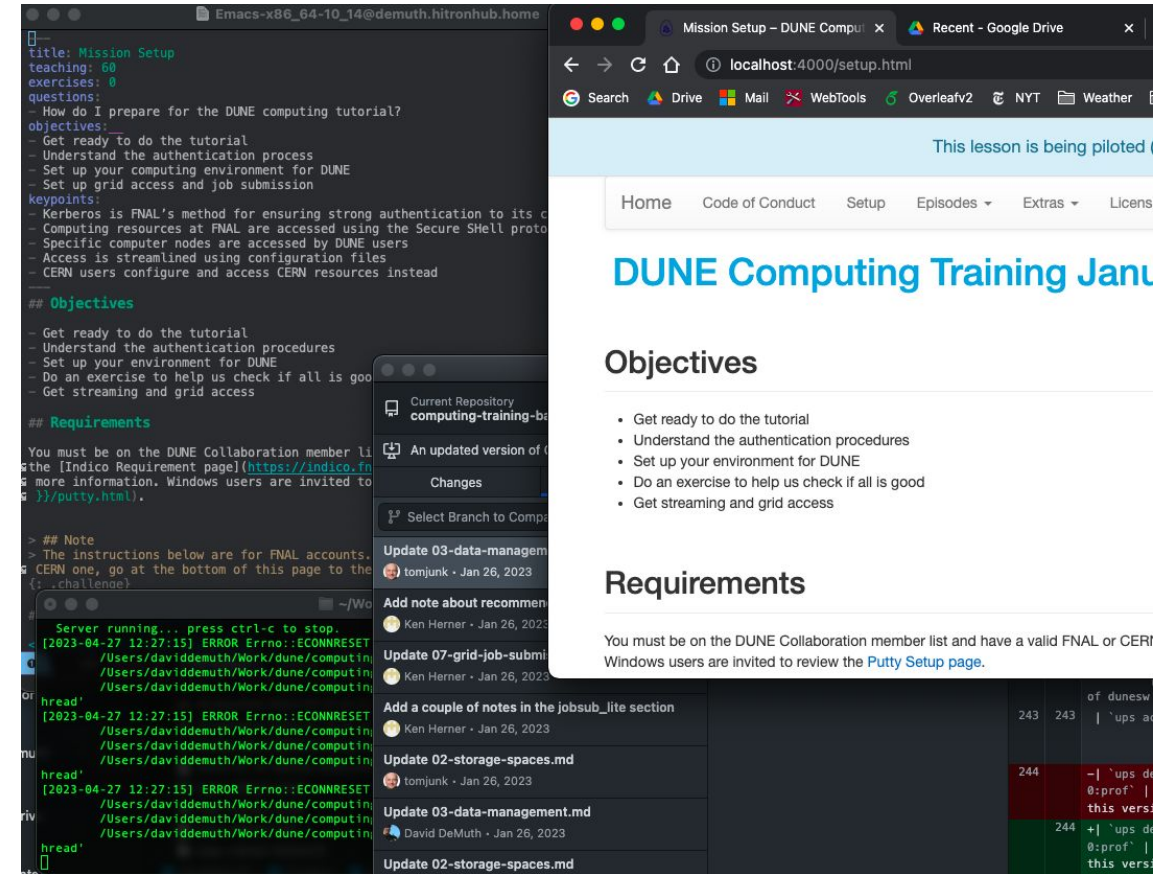 Emacs-x86_64-10_14@demuth.hitronhub.home
---
title: Mission Setup
teaching: 60
exercises: 0
questions:
- How do I prepare for the DUNE computing tutorial?
objectives:
- Get ready to do the tutorial
- Understand the authentication process
- Set up your computing environment for DUNE
- Set up grid access and job submission
keypoints:
- Kerberos is FNAL's method for ensuring strong authentication to its c
- Computing resources at FNAL are accessed using the Secure SHell proto
- Specific computer nodes are accessed by DUNE users
- Access is streamlined using configuration files
- CERN users configure and access CERN resources instead
---
## Objectives
- Get ready to do the tutorial
- Understand the authentication procedures
- Set up your environment for DUNE
- Do an exercise to help us check if all is goo
- Get streaming and grid access
## Requirements
You must be on the DUNE Collaboration member li
the [Indico Requirement page](https://indico.fn
more information. Windows users are invited to
}}/putty.html).
> ## Note
> The instructions below are for FNAL accounts.
CERN one, go at the bottom of this page to the
{: .challenge}
~/Wo
Server running... press ctrl-c to stop.
[2023-04-27 12:27:15] ERROR Errno::ECONNRESET
/Users/daviddemuth/Work/dune/computin
/Users/daviddemuth/Work/dune/computin
/Users/daviddemuth/Work/dune/computin
hread'
[2023-04-27 12:27:15] ERROR Errno::ECONNRESET
/Users/daviddemuth/Work/dune/computin
/Users/daviddemuth/Work/dune/computin
/Users/daviddemuth/Work/dune/computin
hread'
[2023-04-27 12:27:15] ERROR Errno::ECONNRESET
/Users/daviddemuth/Work/dune/computin
/Users/daviddemuth/Work/dune/computin
/Users/daviddemuth/Work/dune/computin
hread'
Current Repository
computing-training-ba
An updated version of
Changes
Select Branch to Compa
Update 03-data-managem
tomjunk • Jan 26, 2023
Add note about recommen
Ken Herner • Jan 26, 2023
Update 07-grid-job-submi
Ken Herner • Jan 26, 2023
Add a couple of notes in the jobsub_lite section
Ken Herner • Jan 26, 2023
Update 02-storage-spaces.md
tomjunk • Jan 26, 2023
Update 03-data-management.md
David DeMuth • Jan 26, 2023
Update 02-storage-spaces.md
Mission Setup – DUNE Comput
Recent - Google Drive
localhost:4000/setup.html
Search Drive Mail WebTools Overleafv2 NYT Weather
This lesson is being piloted (
Home Code of Conduct Setup Episodes Extras Licens
DUNE Computing Training Janu
Objectives
• Get ready to do the tutorial
• Understand the authentication procedures
• Set up your environment for DUNE
• Do an exercise to help us check if all is good
• Get streaming and grid access
Requirements
You must be on the DUNE Collaboration member list and have a valid FNAL or CERN
Windows users are invited to review the Putty Setup page.
of dunesw
243 243 | `ups ac
244 -| `ups de
0:prof` |
this versi
244 +| `ups de
0:prof` |
this versi